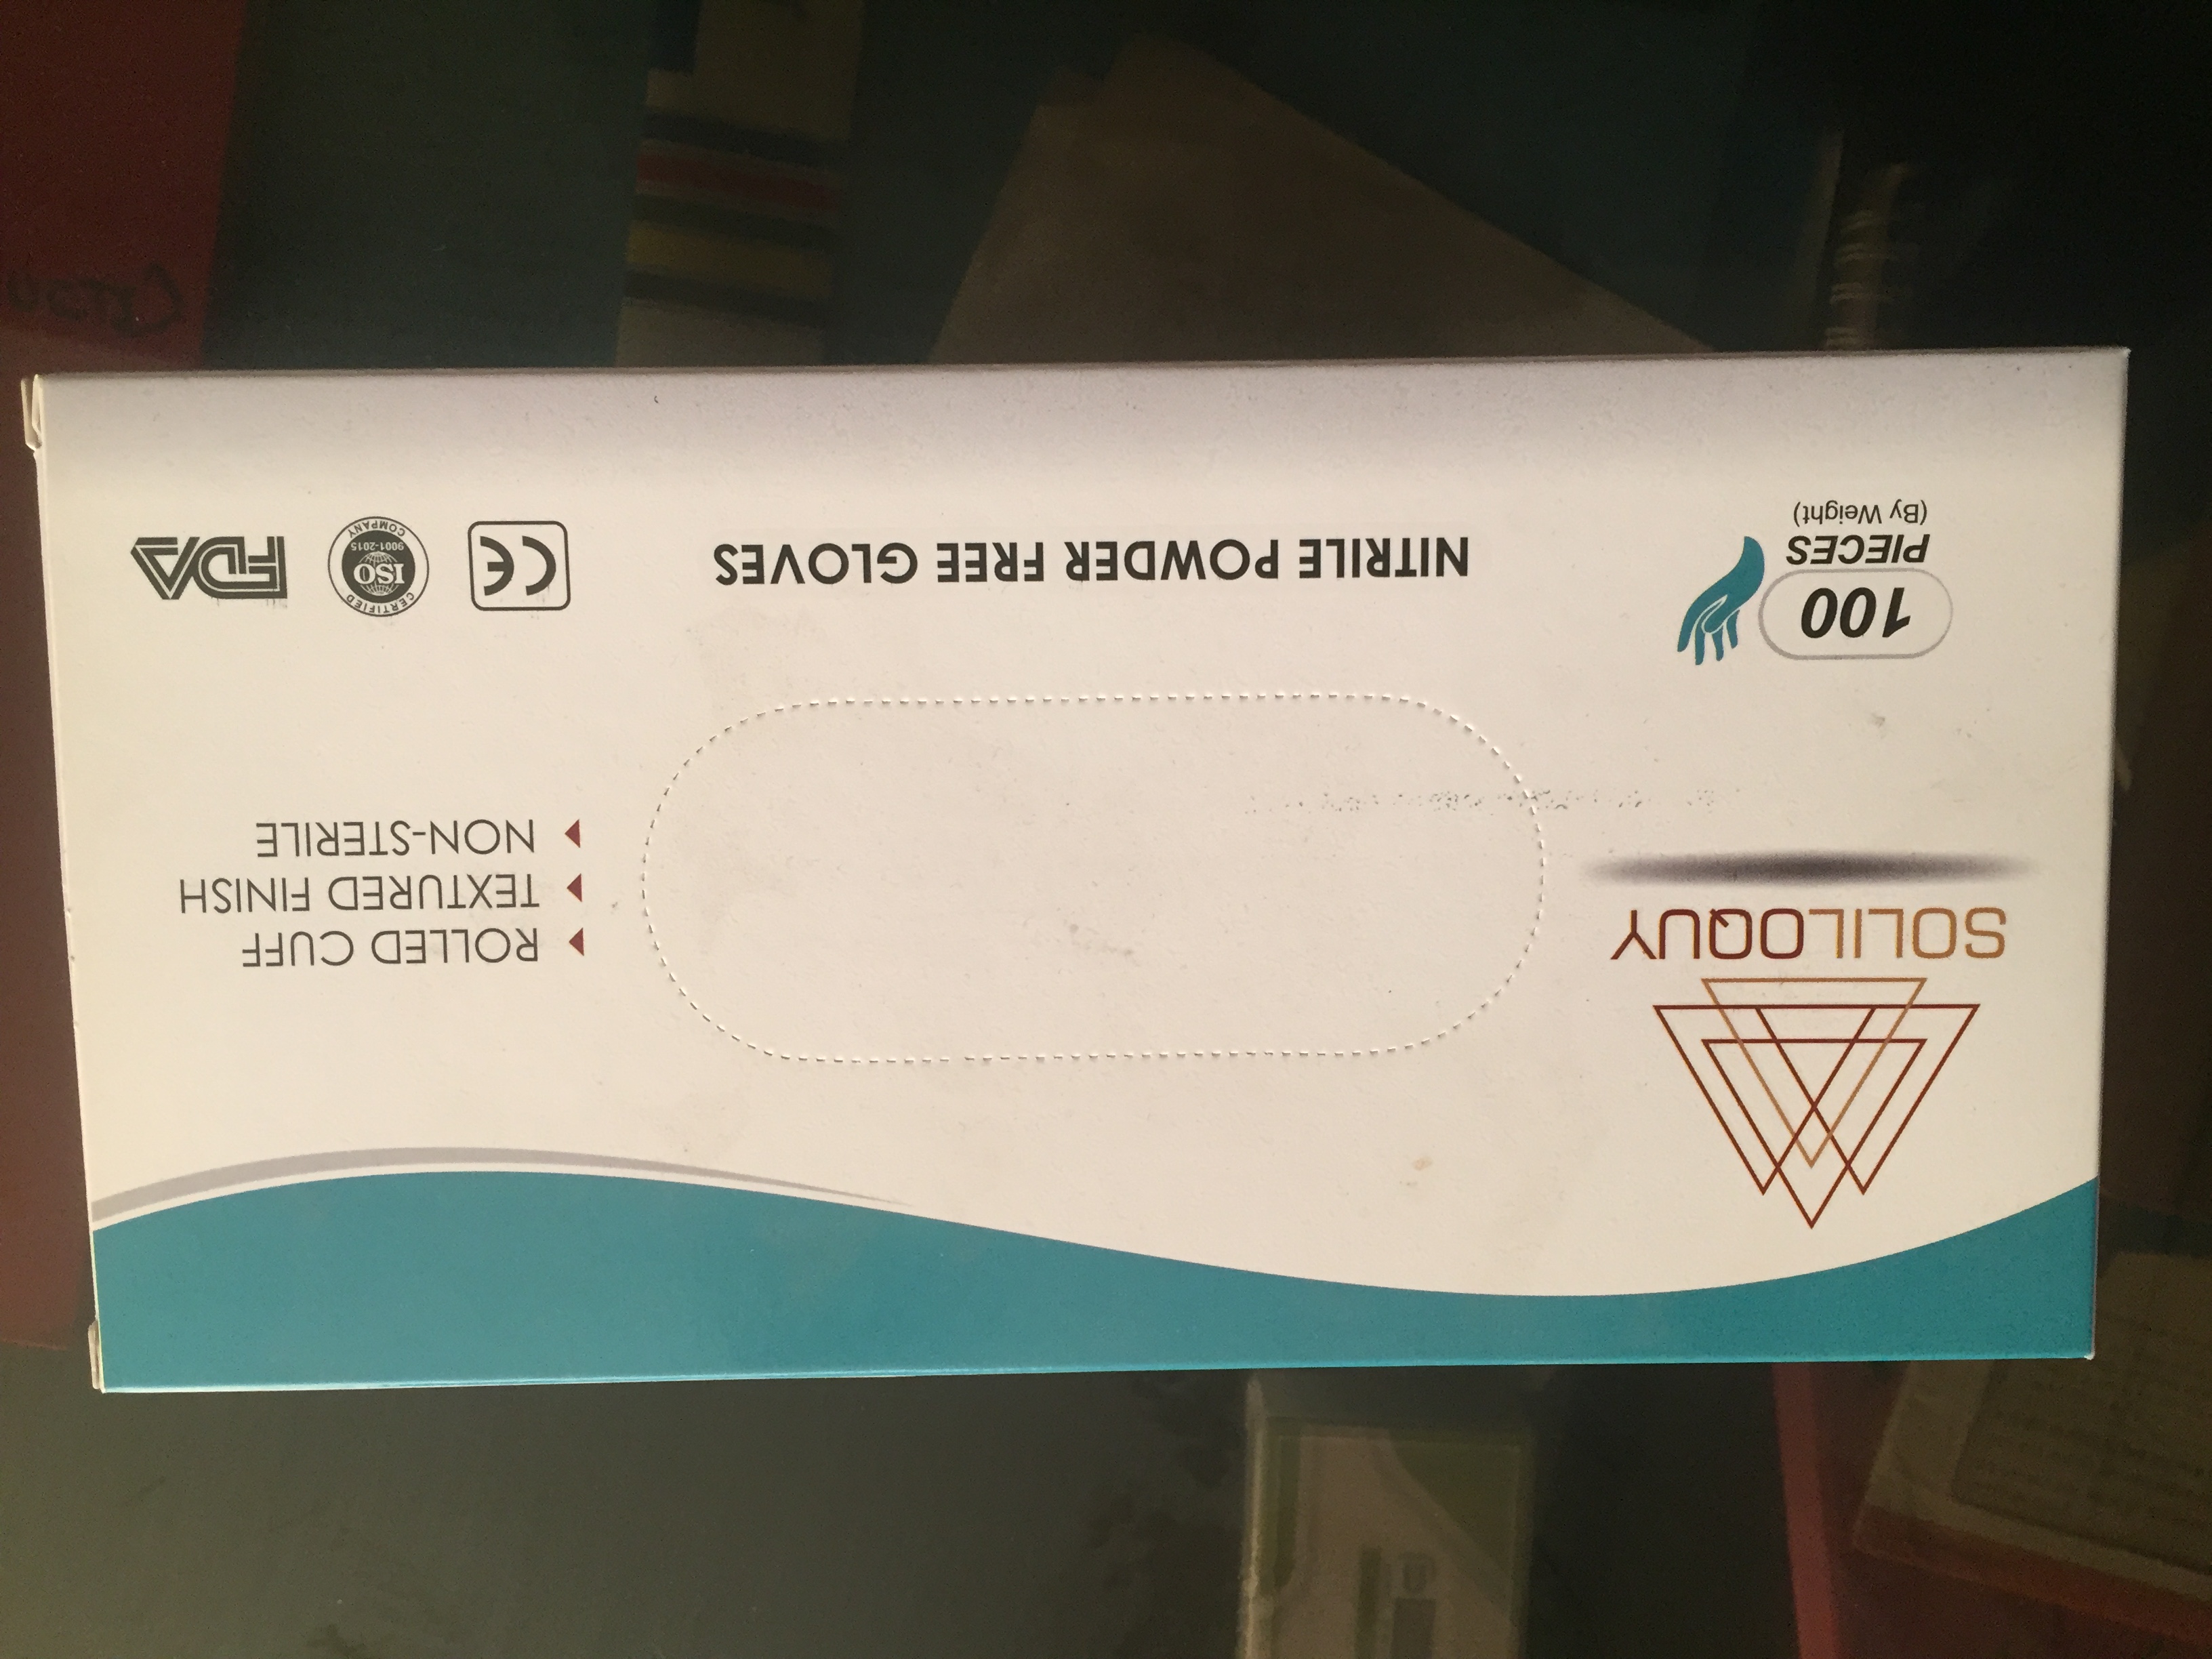 SOLILOQUY
ROLLED CUFF
TEXTURED FINISH
NON-STERILE
100
PIECES
(By Weight)
NITRILE POWDER FREE GLOVES
CE
CERTIFIED
ISO
9001-2015
COMPANY
FDA